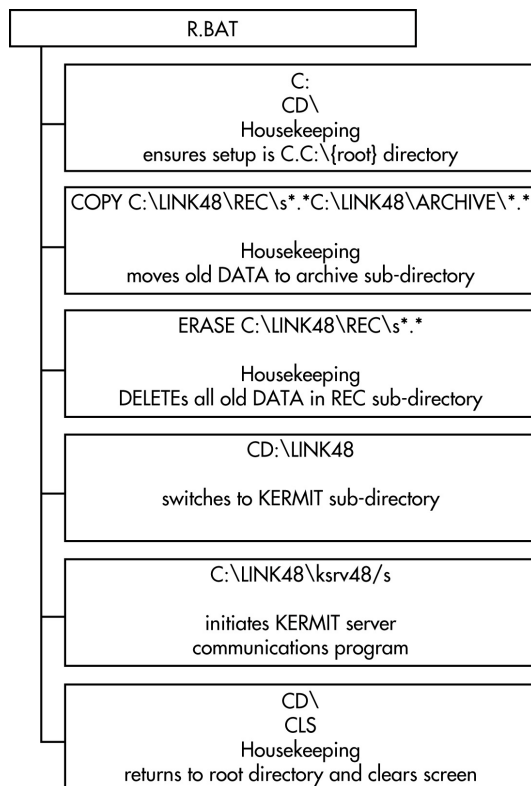 R.BAT
C:
CD\
Housekeeping
ensures setup is C.C:\{root} directory
COPY C:\LINK48\REC\s*.*C:\LINK48\ARCHIVE\*.*
Housekeeping
moves old DATA to archive sub-directory
ERASE C:\LINK48\REC\s*.*
Housekeeping
DELETEs all old DATA in REC sub-directory
CD:\LINK48
switches to KERMIT sub-directory
C:\LINK48\ksrv48/s
initiates KERMIT server
communications program
CD\
CLS
Housekeeping
returns to root directory and clears screen